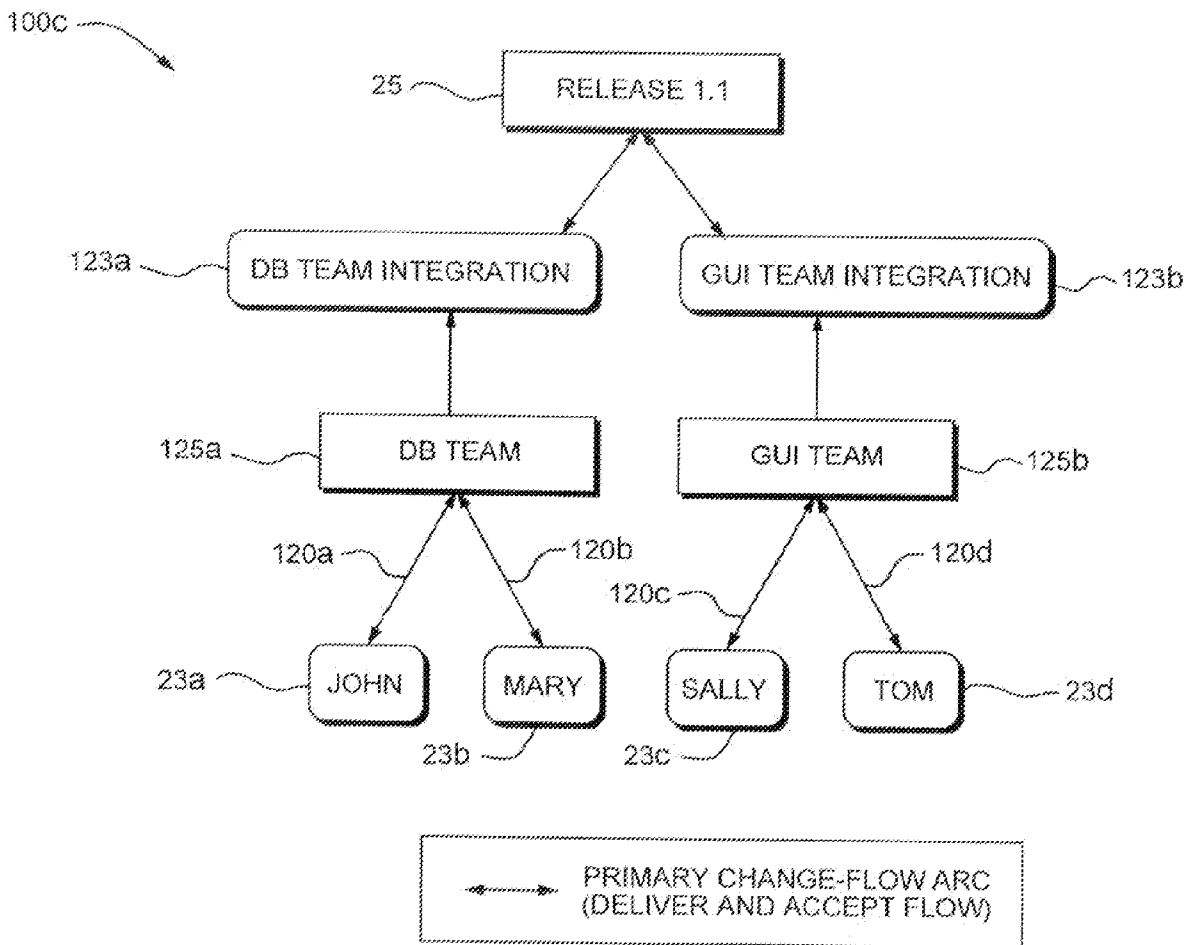 100c
25
RELEASE 1.1
123a
DB TEAM INTEGRATION
GUI TEAM INTEGRATION
123b
125a
DB TEAM
GUI TEAM
125b
120a
120b
120c
120d
23a
JOHN
MARY
SALLY
TOM
23d
23b
23c
PRIMARY CHANGE-FLOW ARC
(DELIVER AND ACCEPT FLOW)